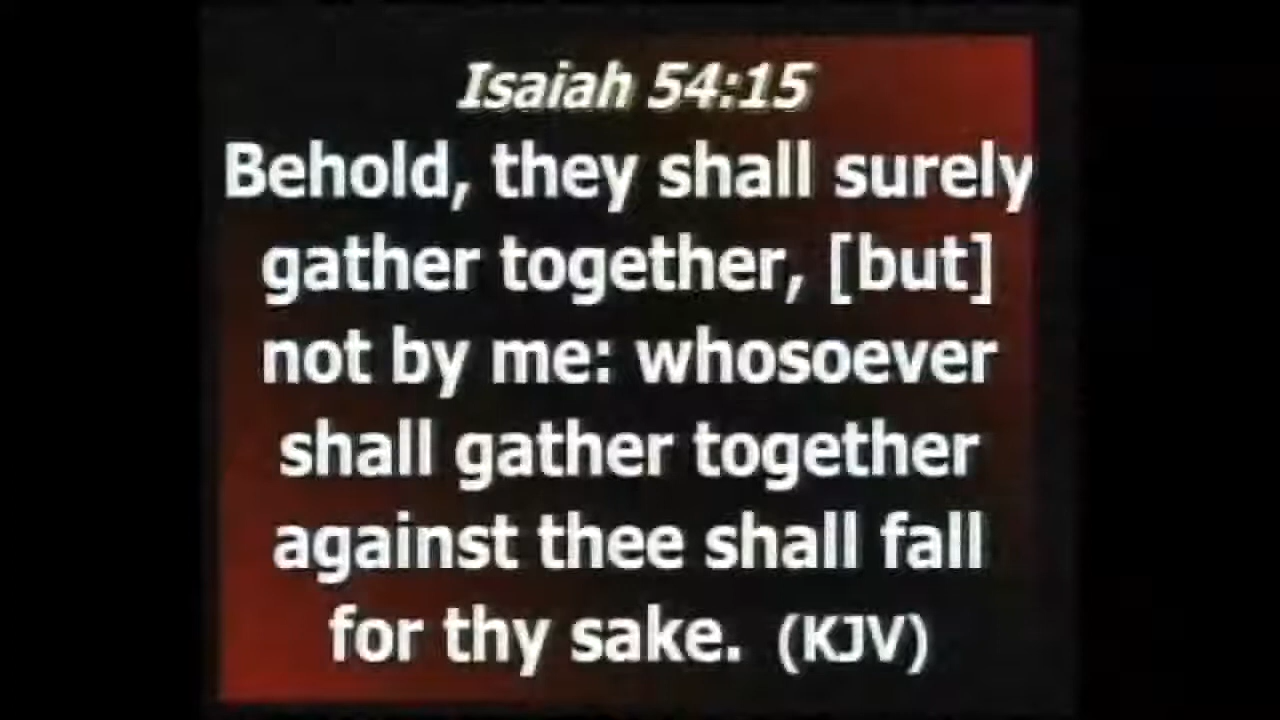 Isaiah 54:15
Behold, they shall surely
gather together, [but]
not by me: whosoever
shall gather together
against thee shall fall
for thy sake. (KJV)